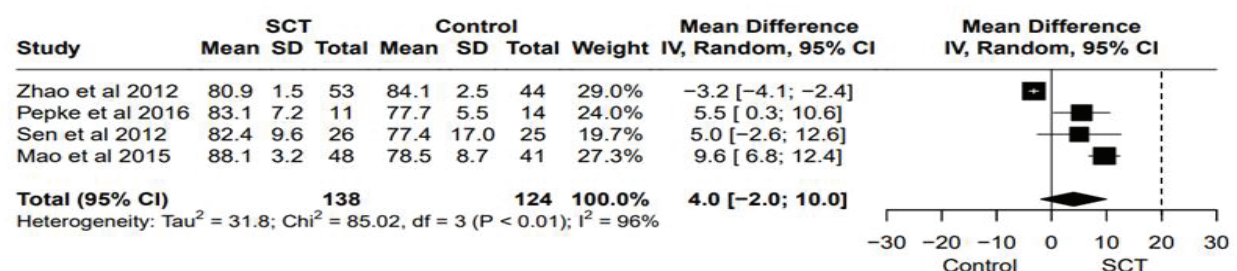 SCT Control Mean Difference Mean Difference
Study Mean SD Total Mean SD Total Weight IV, Random, 95% CI IV, Random, 95% CI
Zhao et al 2012 80.9 1.5 53 84.1 2.5 44 29.0% −3.2 [−4.1; −2.4]
Pepke et al 2016 83.1 7.2 11 77.7 5.5 14 24.0% 5.5 [ 0.3; 10.6]
Sen et al 2012 82.4 9.6 26 77.4 17.0 25 19.7% 5.0 [−2.6; 12.6]
Mao et al 2015 88.1 3.2 48 78.5 8.7 41 27.3% 9.6 [ 6.8; 12.4]
Total (95% CI) 138 124 100.0% 4.0 [−2.0; 10.0]
Heterogeneity: Tau² = 31.8; Chi² = 85.02, df = 3 (P < 0.01); I² = 96%
−30 −20 −10 0 10 20 30
Control SCT